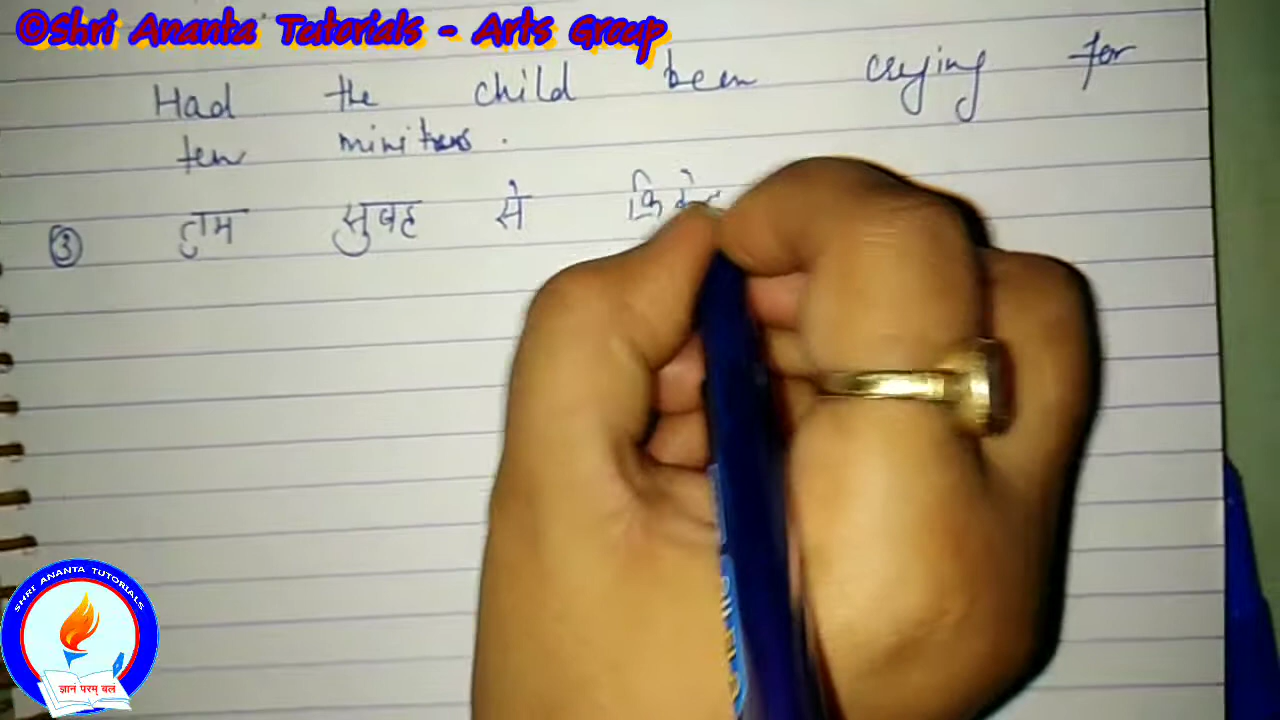 ©Shri Ananta Tutorials - Arts Group
Had the child been crying for
ten
③ तुम सुबह से
SHRI ANANTA TUTORIALS
ज्ञानं परम् बलं